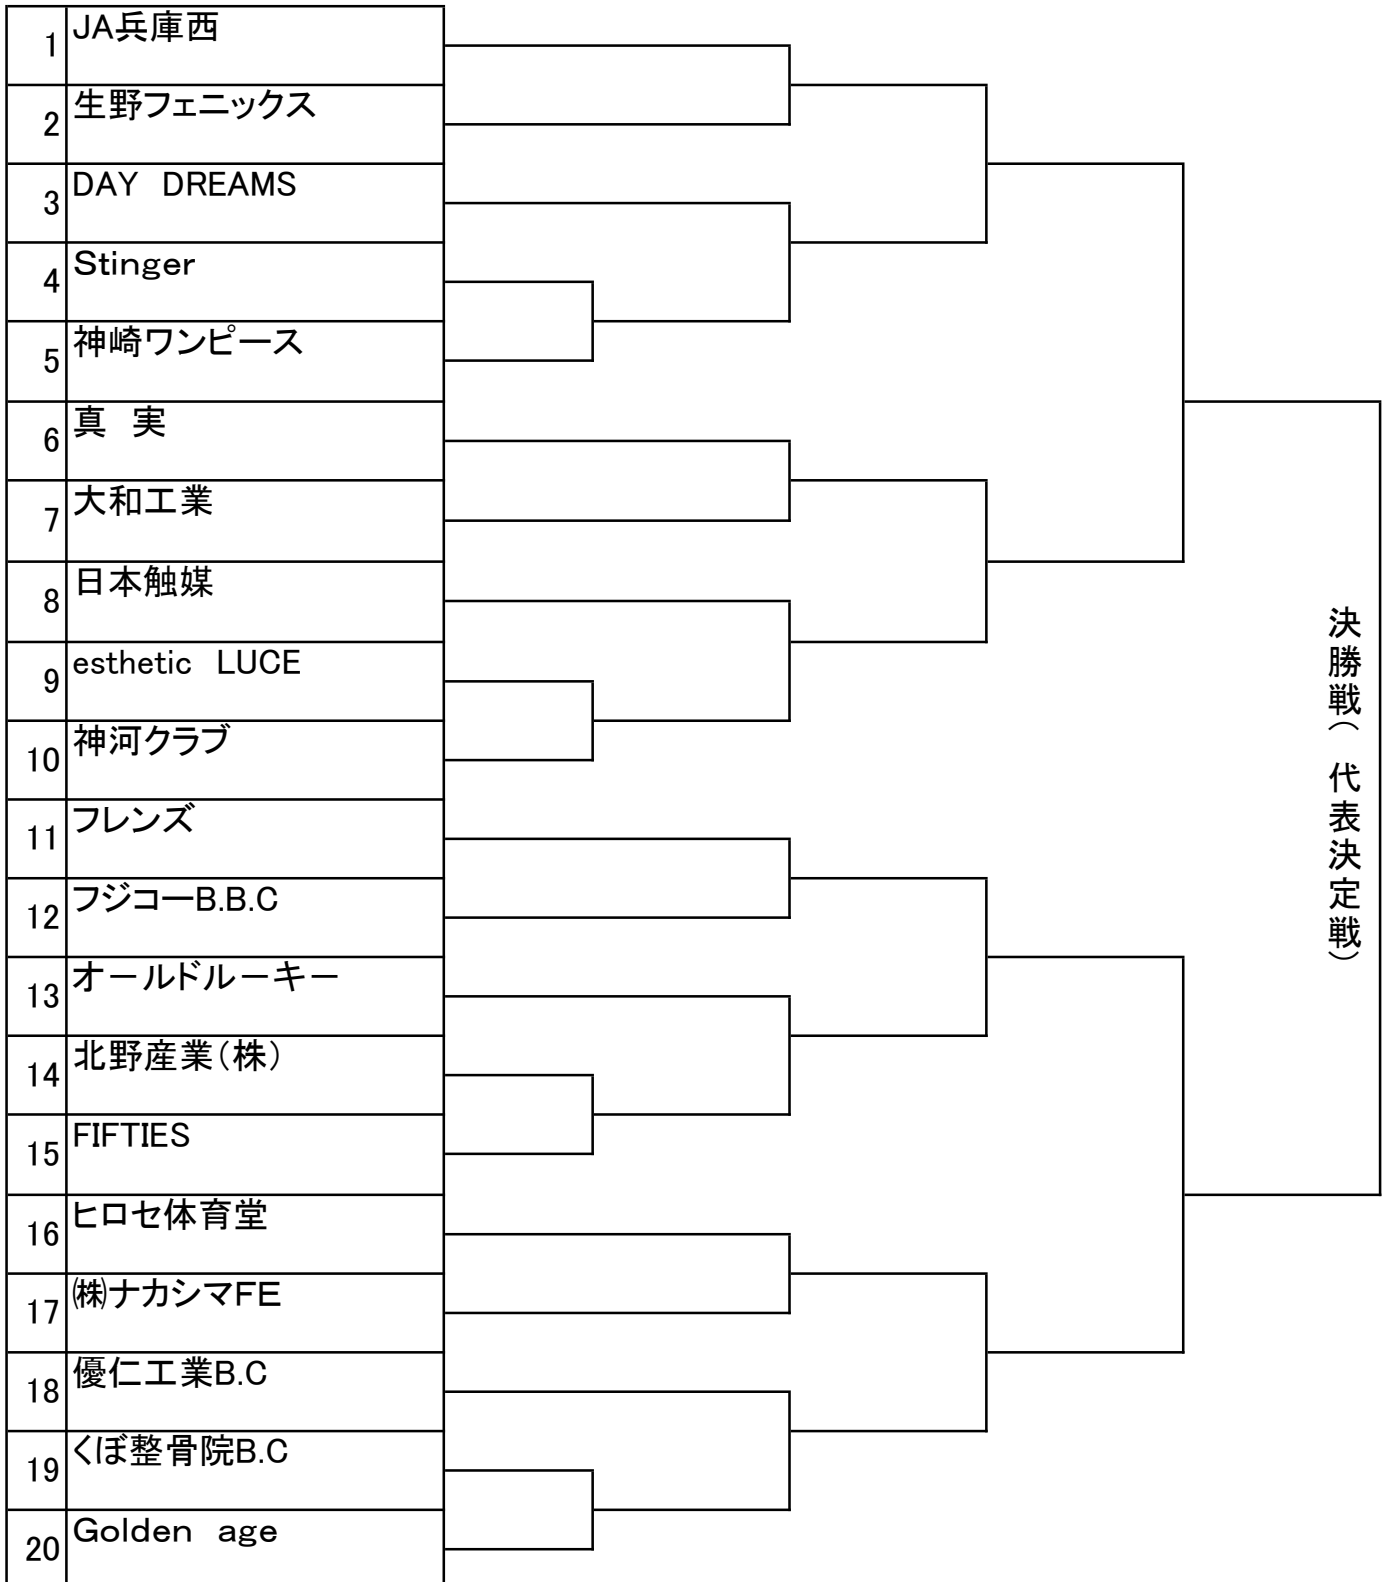 1 JA兵庫西
2 生野フェニックス
3 DAY　DREAMS
4 Stinger
5 神崎ワンピース
6 真　実
7 大和工業
8 日本触媒
9 esthetic　LUCE
10 神河クラブ
11 フレンズ
12 フジコーB.B.C
13 オールドルーキー
14 北野産業（株）
15 FIFTIES
16 ヒロセ体育堂
17 ㈱ナカシマFE
18 優仁工業B.C
19 くぼ整骨院B.C
20 Golden　age
決勝戦（代表決定戦）